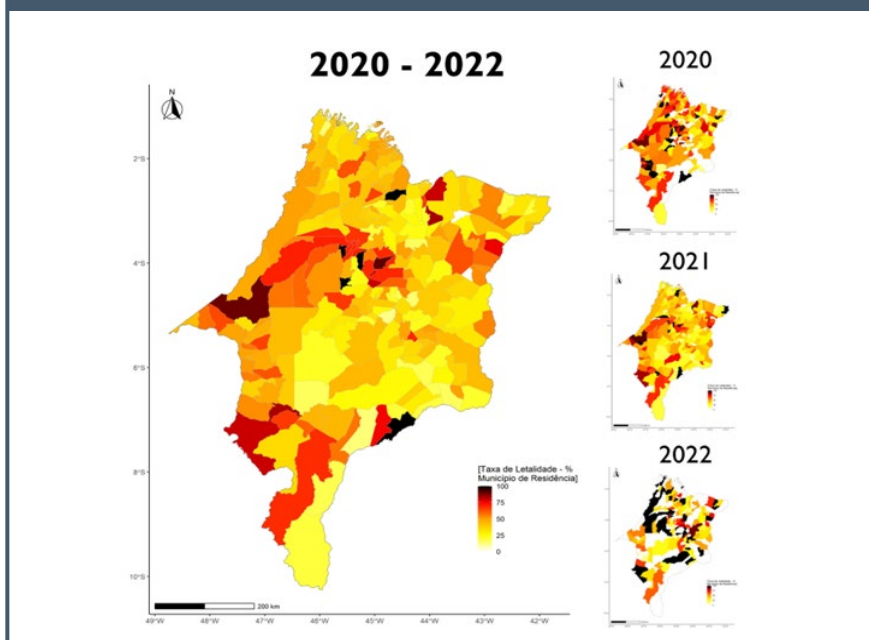 2020 - 2022
2°S
4°S
6°S
8°S
10°S
49°W 48°W 47°W 46°W 45°W 44°W 43°W 42°W
200 km
[Taxa de Letalidade - %
Município de Residência]
100
75
50
25
0
2020
2021
2022